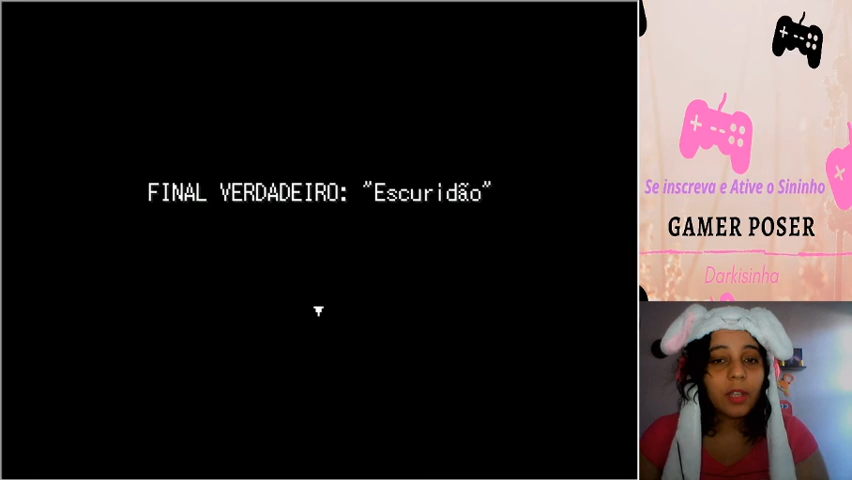 FINAL VERDADEIRO: "Escuridão"
Se inscreva e Ative o Sininho
GAMER POSER
Darkisinha